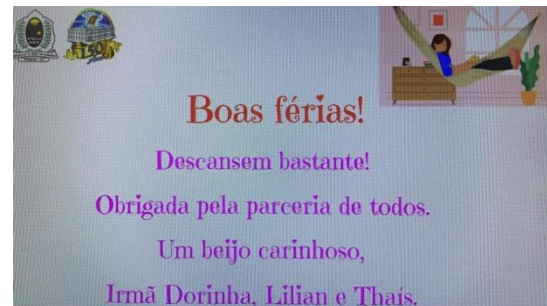 Boas férias!
Descansem bastante!
Obrigada pela parceria de todos.
Um beijo carinhoso,
Irmã Dorinha, Lilian e Thaís.